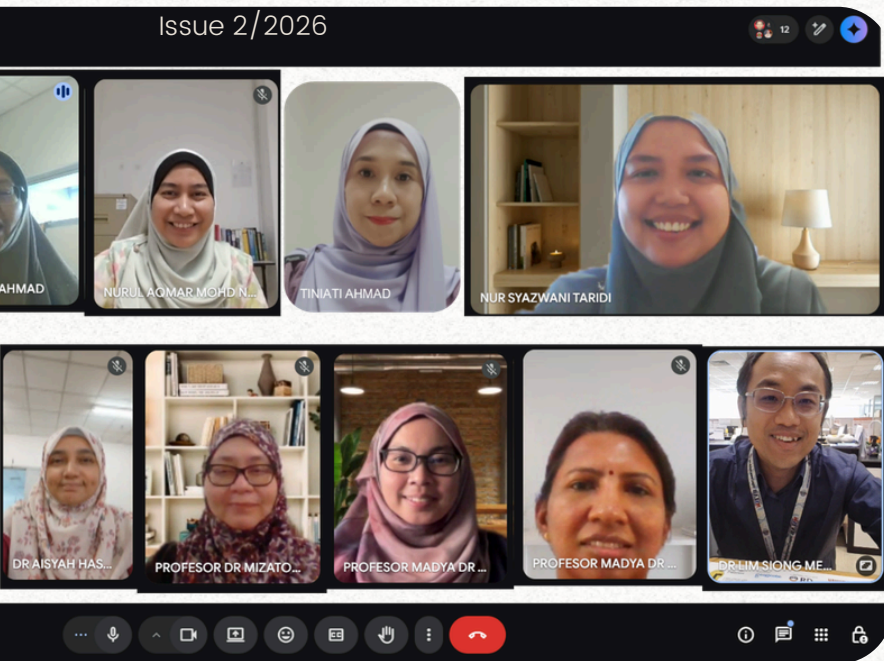 Issue 2/2026
12
AHMAD
NURUL AQMAR MOHD N...
TINIATI AHMAD
NUR SYAZWANI TARIDI
DR AISYAH HAS...
PROFESOR DR MIZATO...
PROFESOR MADYA DR ...
PROFESOR MADYA DR ...
DR LIM SIONG ME...
CC